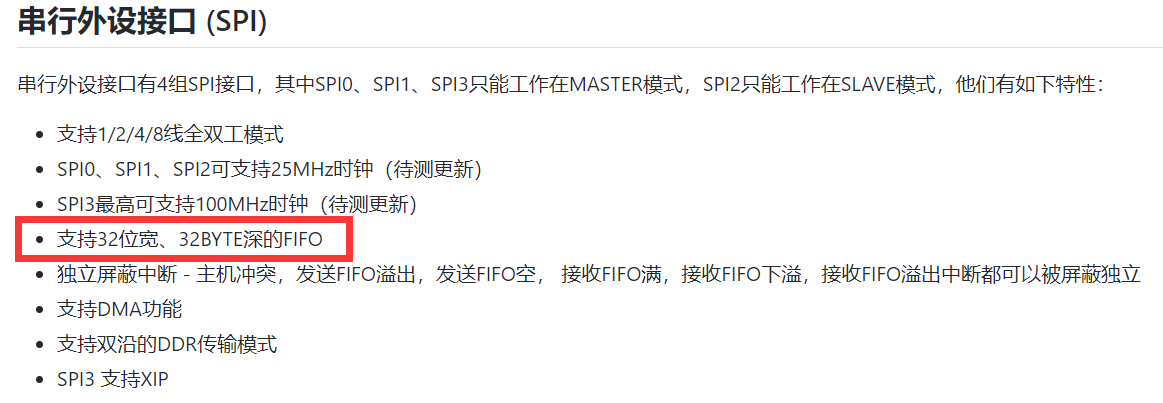 串行外设接口 (SPI)
串行外设接口有4组SPI接口，其中SPI0、SPI1、SPI3只能工作在MASTER模式，SPI2只能工作在SLAVE模式，他们有如下特性：
• 支持1/2/4/8线全双工模式
• SPI0、SPI1、SPI2可支持25MHz时钟（待测更新）
• SPI3最高可支持100MHz时钟（待测更新）
• 支持32位宽、32BYTE深的FIFO
• 独立屏蔽中断 - 主机冲突，发送FIFO溢出，发送FIFO空， 接收FIFO满，接收FIFO下溢，接收FIFO溢出中断都可以被屏蔽独立
• 支持DMA功能
• 支持双沿的DDR传输模式
• SPI3 支持XIP